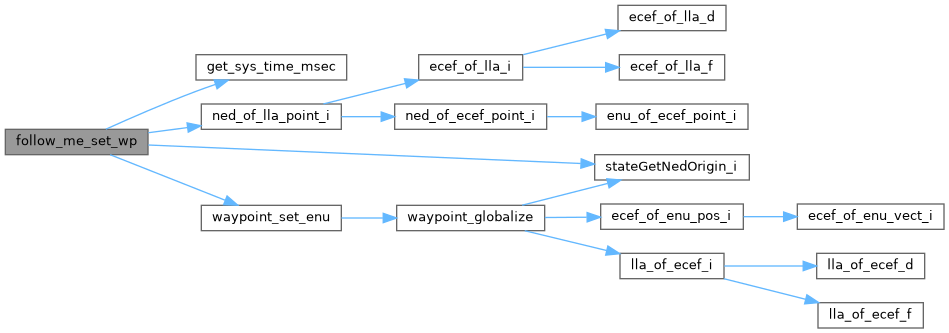 ecef_of_lla_d
get_sys_time_msec
ecef_of_lla_i
ecef_of_lla_f
ned_of_lla_point_i
ned_of_ecef_point_i
enu_of_ecef_point_i
follow_me_set_wp
stateGetNedOrigin_i
waypoint_set_enu
waypoint_globalize
ecef_of_enu_pos_i
ecef_of_enu_vect_i
lla_of_ecef_i
lla_of_ecef_d
lla_of_ecef_f